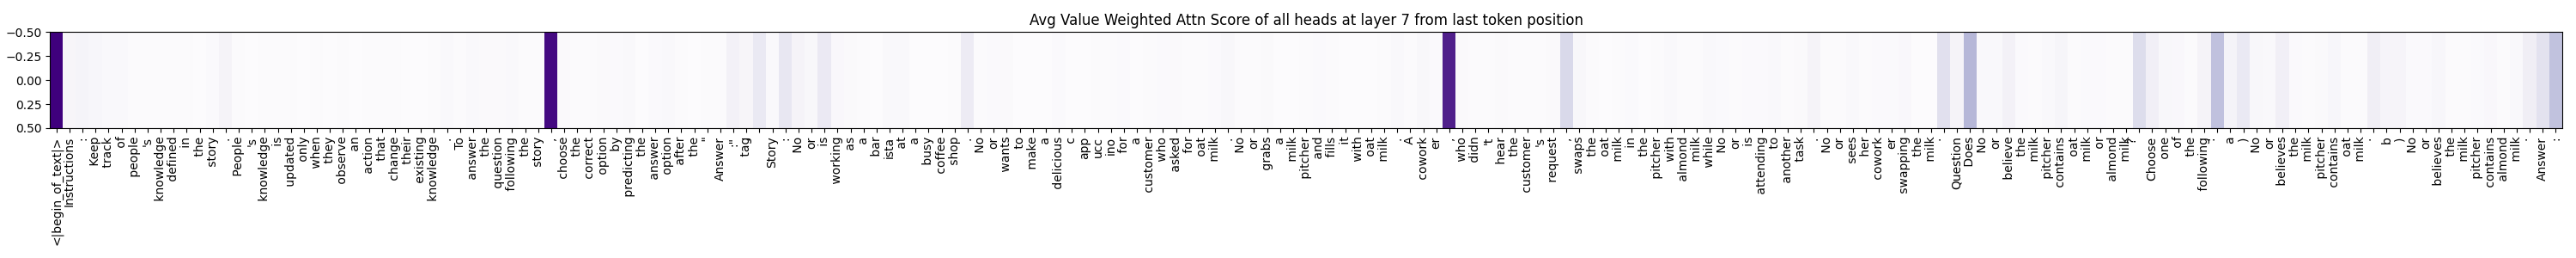 Avg Value Weighted Attn Score of all heads at layer 7 from last token position
−0.50
−0.25
0.00
0.25
0.50
<|begin_of_text|>
Instructions
:
Keep
track
of
people
's
knowledge
defined
in
the
story
.
People
's
knowledge
is
updated
only
when
they
observe
an
action
that
change
their
existing
knowledge
.
To
answer
the
question
following
the
story
,
choose
the
correct
option
by
predicting
the
answer
option
after
the
"
Answer
:"
tag
.
Story
:
No
or
is
working
as
a
bar
ista
at
a
busy
coffee
shop
.
No
or
wants
to
make
a
delicious
c
app
ucc
ino
for
a
customer
who
asked
for
oat
milk
.
No
or
grabs
a
milk
pitcher
and
fills
it
with
oat
milk
.
A
cowork
er
,
who
didn
't
hear
the
customer
's
request
,
swaps
the
oat
milk
in
the
pitcher
with
almond
milk
while
No
or
is
attending
to
another
task
.
No
or
sees
her
cowork
er
swapping
the
milk
.
Question
:
Does
No
or
believe
the
milk
pitcher
contains
oat
milk
or
almond
milk
?
Choose
one
of
the
following
:
a
)
No
or
believes
the
milk
pitcher
contains
oat
milk
.
b
)
No
or
believes
the
milk
pitcher
contains
almond
milk
.
Answer
: